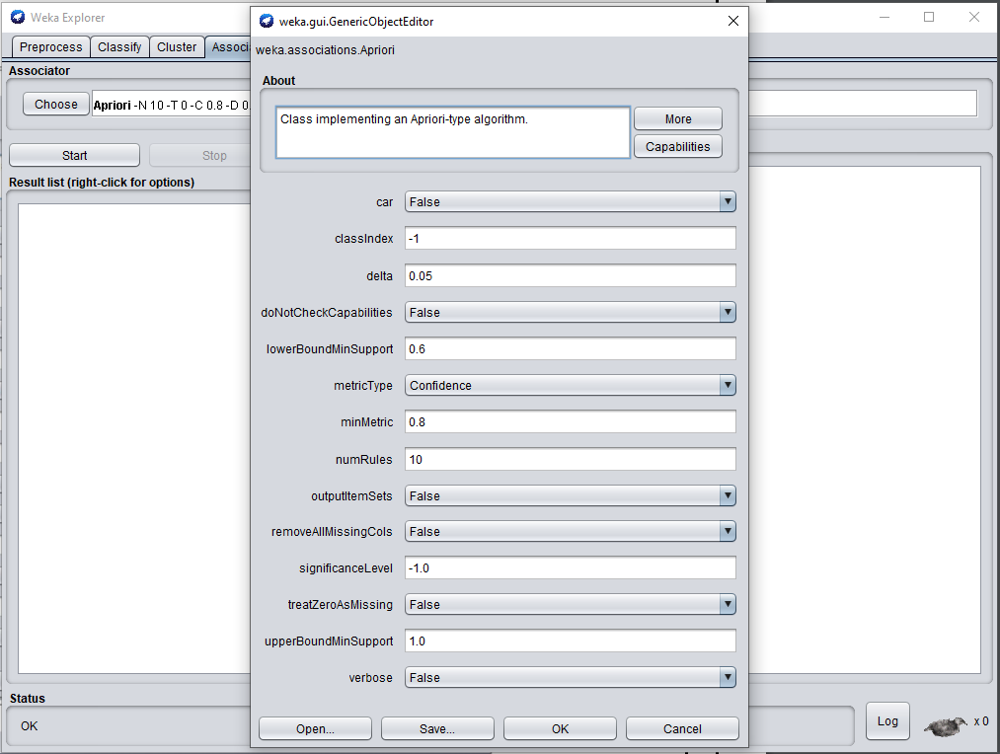 Weka Explorer
Preprocess Classify Cluster
Associator
Choose Apriori -N 10 -T 0 -C 0.8 -D 0.
Start Stop
Result list (right-click for options)
Status
OK
Log x 0
weka.gui.GenericObjectEditor
weka.associations.Apriori
About
Class implementing an Apriori-type algorithm.
More
Capabilities
car False
classIndex -1
delta 0.05
doNotCheckCapabilities False
lowerBoundMinSupport 0.6
metricType Confidence
minMetric 0.8
numRules 10
outputItemSets False
removeAllMissingCols False
significanceLevel -1.0
treatZeroAsMissing False
upperBoundMinSupport 1.0
verbose False
Open... Save... OK Cancel